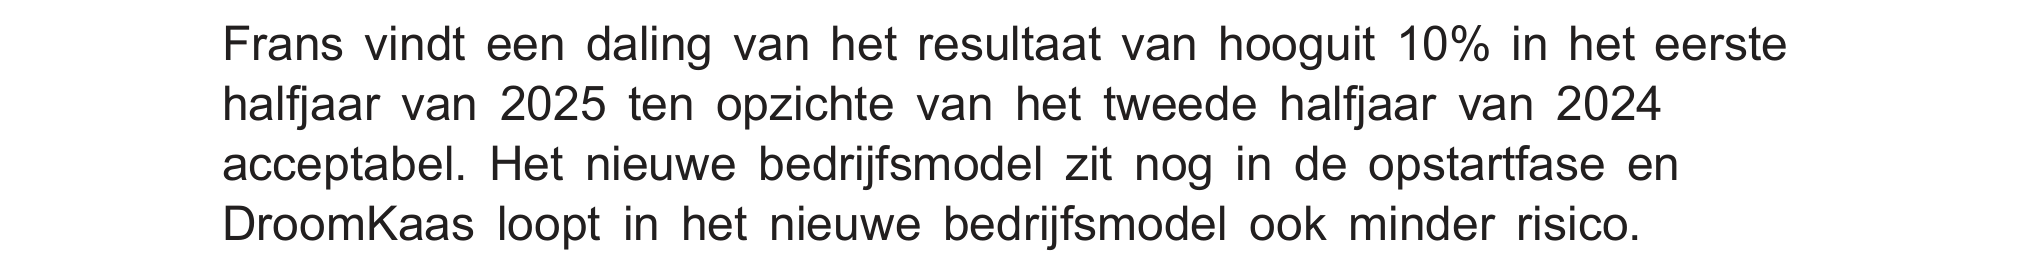 Frans vindt een daling van het resultaat van hooguit 10% in het eerste
halfjaar van 2025 ten opzichte van het tweede halfjaar van 2024
acceptabel. Het nieuwe bedrijfsmodel zit nog in de opstartfase en
DroomKaas loopt in het nieuwe bedrijfsmodel ook minder risico.